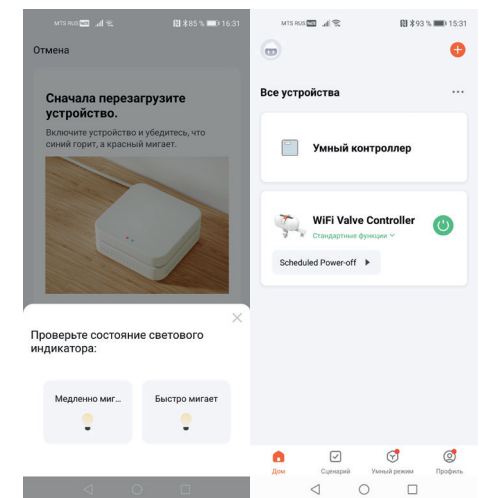 MTS RUS
85 % 16:31
Отмена
Сначала перезагрузите
устройство.
Включите устройство и убедитесь, что
синий горит, а красный мигает.
Проверьте состояние светового
индикатора:
Медленно миг...
Быстро мигает
MTS RUS
93 % 15:31
Все устройства
Умный контроллер
WiFi Valve Controller
Стандартные функции
Scheduled Power-off
Дом
Сценарий
Умный режим
Профиль